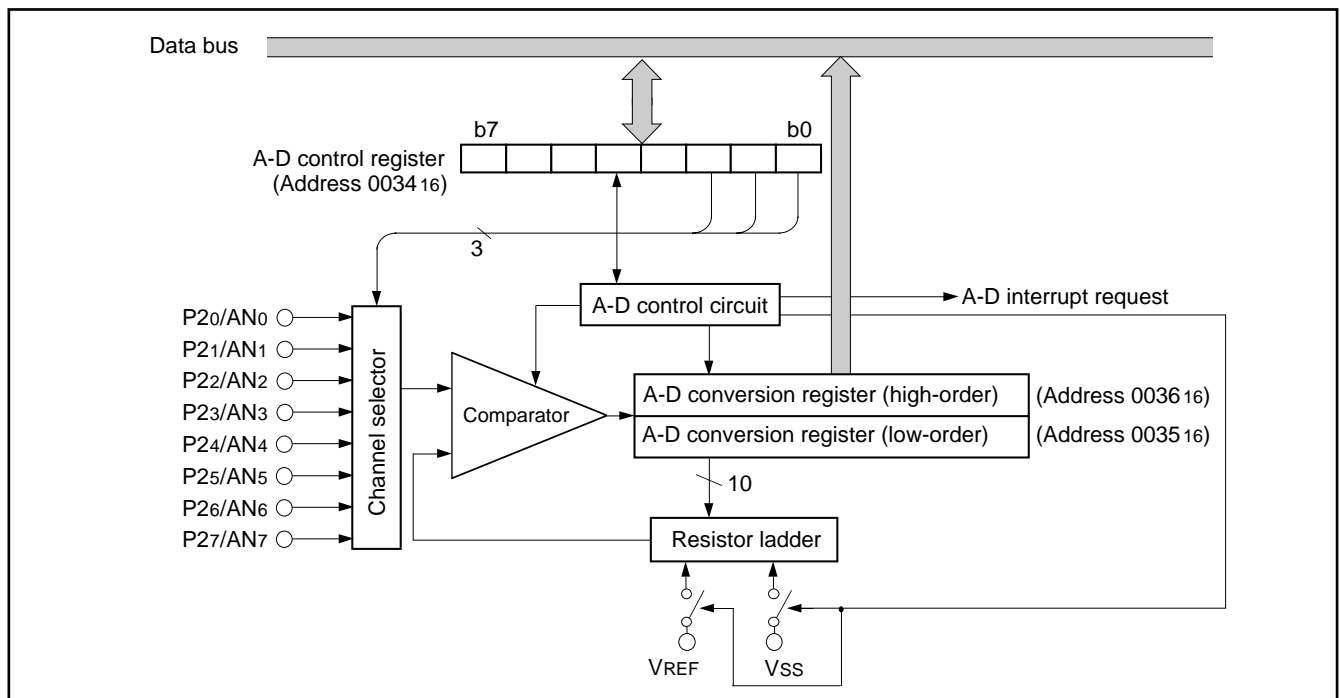 Data bus
b7 b0
A-D control register
(Address 003416)
3
A-D control circuit
A-D interrupt request
P20/AN0
P21/AN1
P22/AN2
P23/AN3
P24/AN4
P25/AN5
P26/AN6
P27/AN7
Channel selector
Comparator
A-D conversion register (high-order) (Address 003616)
A-D conversion register (low-order) (Address 003516)
10
Resistor ladder
VREF VSS